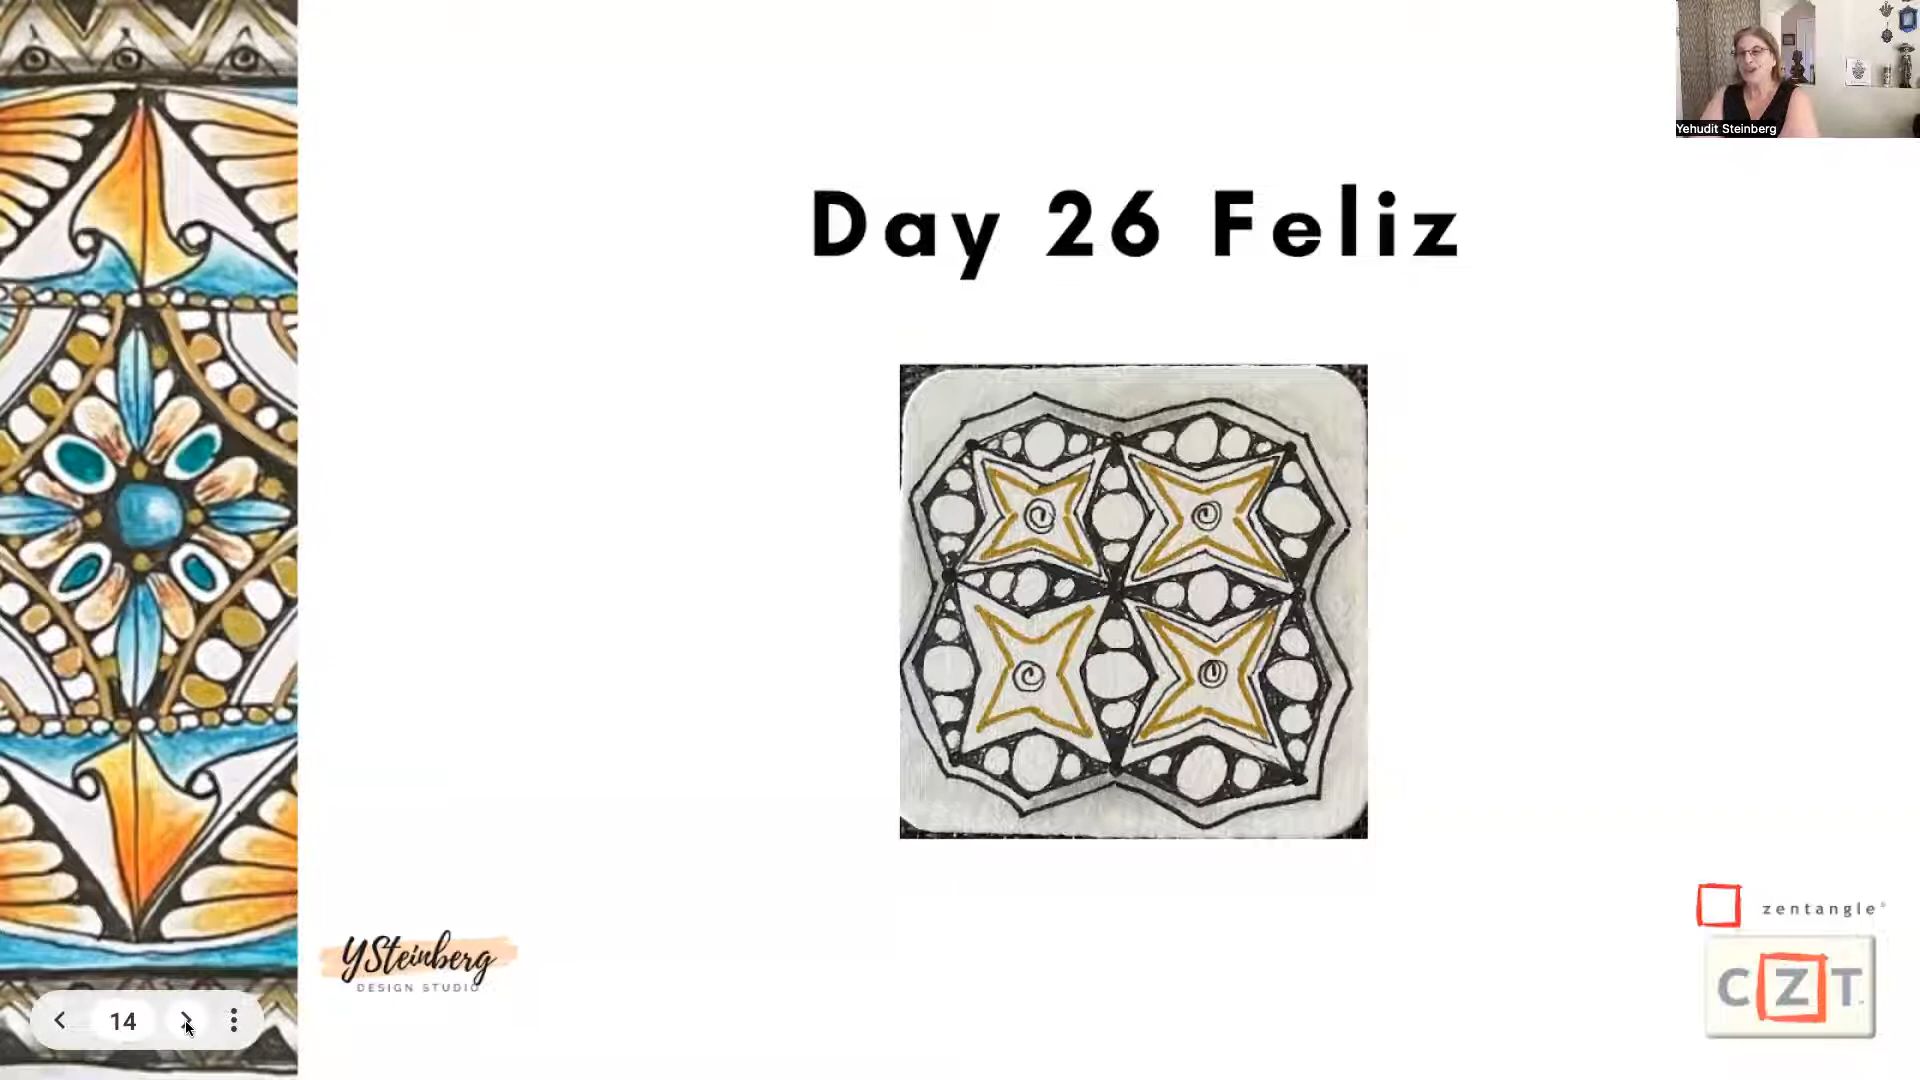 Yehudit Steinberg
Day 26 Feliz
zentangle®
YSteinberg
DESIGN STUDIO
CZT
14